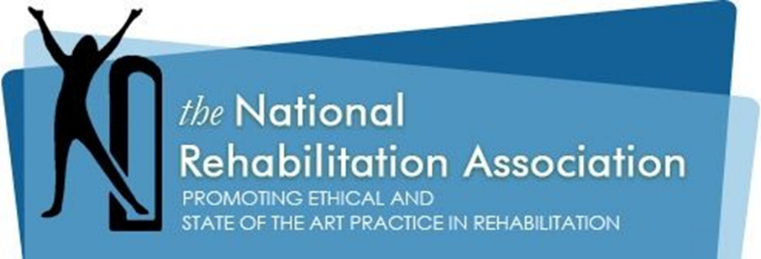 the National
Rehabilitation Association
PROMOTING ETHICAL AND
STATE OF THE ART PRACTICE IN REHABILITATION